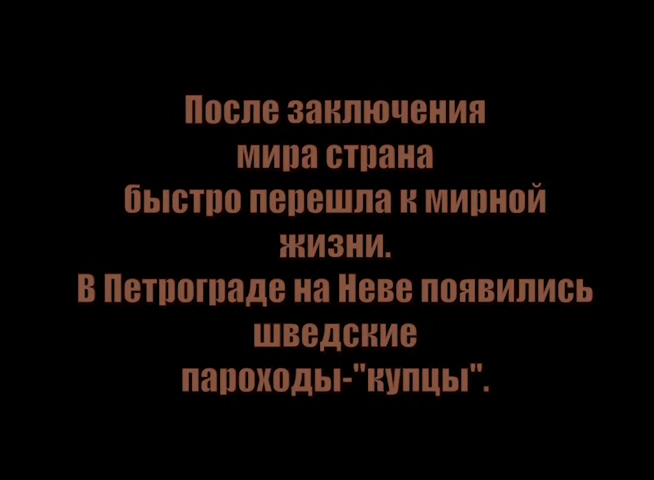 После заключения
мира страна
быстро перешла к мирной
жизни.
В Петрограде на Неве появились
шведские
пароходы-"купцы".